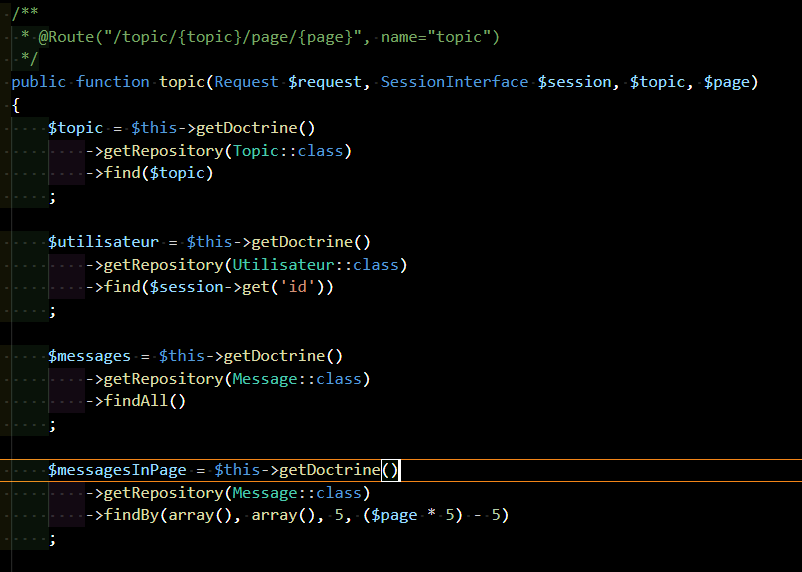 /**
 * @Route("/topic/{topic}/page/{page}", name="topic")
 */
public function topic(Request $request, SessionInterface $session, $topic, $page)
{
    $topic = $this->getDoctrine()
        ->getRepository(Topic::class)
        ->find($topic)
    ;

    $utilisateur = $this->getDoctrine()
        ->getRepository(Utilisateur::class)
        ->find($session->get('id'))
    ;

    $messages = $this->getDoctrine()
        ->getRepository(Message::class)
        ->findAll()
    ;

    $messagesInPage = $this->getDoctrine()
        ->getRepository(Message::class)
        ->findBy(array(), array(), 5, ($page * 5) - 5)
    ;